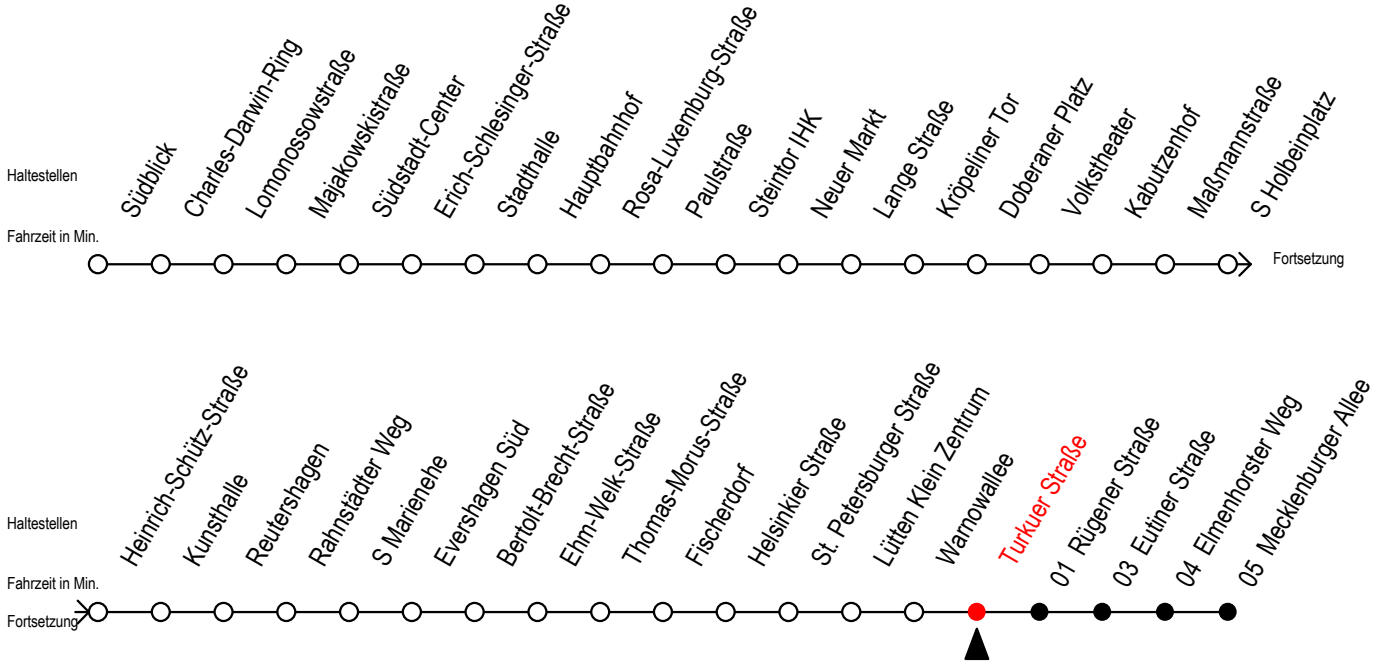 Haltestellen
Südblick
Charles-Darwin-Ring
Lomonossowstraße
Majakowskistraße
Südstadt-Center
Erich-Schlesinger-Straße
Stadthalle
Hauptbahnhof
Rosa-Luxemburg-Straße
Paulstraße
Steintor IHK
Neuer Markt
Lange Straße
Kröpeliner Tor
Doberaner Platz
Volkstheater
Kabutzenhof
Maßmannstraße
S Holbeinplatz
Fahrzeit in Min.
Fortsetzung
Haltestellen
Heinrich-Schütz-Straße
Kunsthalle
Reutershagen
Rahnstädter Weg
S Marienehe
Evershagen Süd
Bertolt-Brecht-Straße
Ehm-Welk-Straße
Thomas-Morus-Straße
Fischerdorf
Helsinkier Straße
St. Petersburger Straße
Lütten Klein Zentrum
Warnowallee
Turkuer Straße
01 Rügener Straße
03 Eutiner Straße
04 Elmenhorster Weg
05 Mecklenburger Allee
Fahrzeit in Min.
Fortsetzung